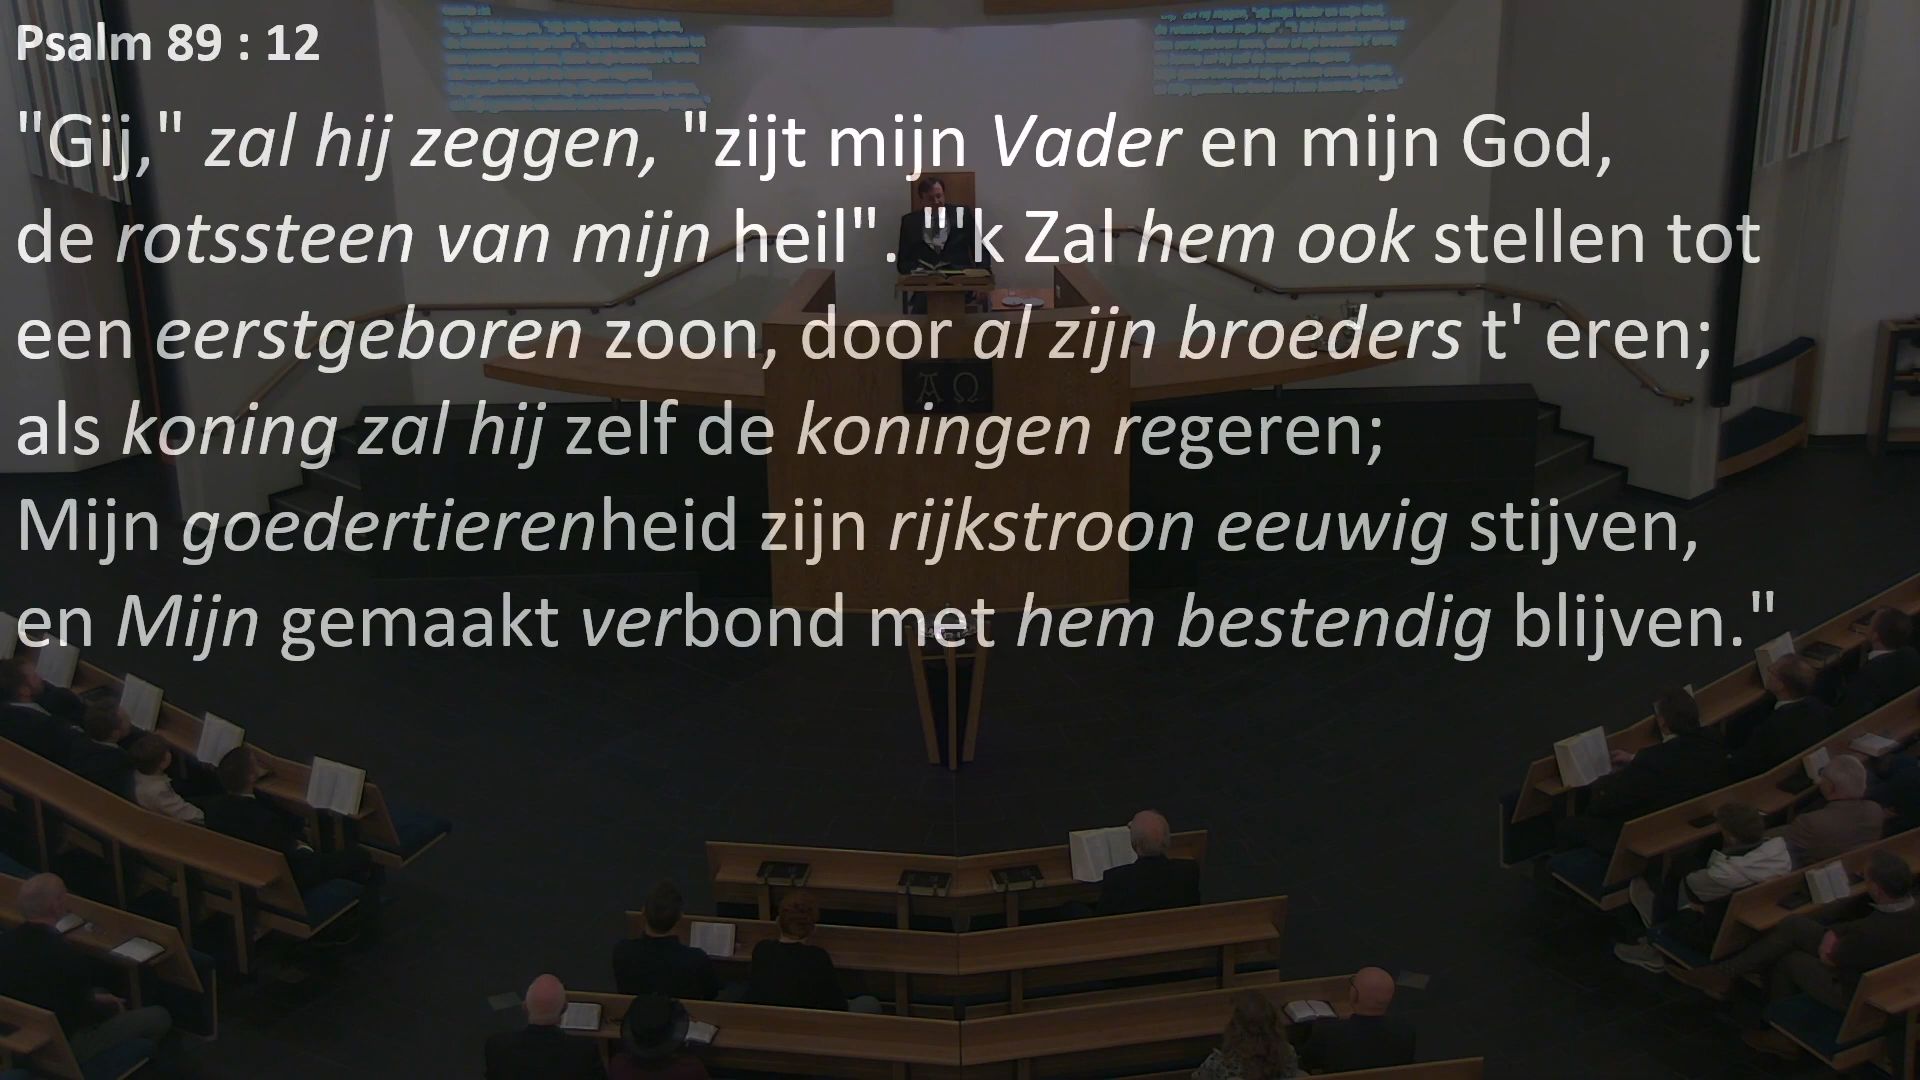 Psalm 89 : 12
"Gij," zal hij zeggen, "zijt mijn Vader en mijn God,
de rotssteen van mijn heil". "'k Zal hem ook stellen tot
een eerstgeboren zoon, door al zijn broeders t' eren;
als koning zal hij zelf de koningen regeren;
Mijn goedertierenheid zijn rijkstroon eeuwig stijven,
en Mijn gemaakt verbond met hem bestendig blijven."
Α Ω